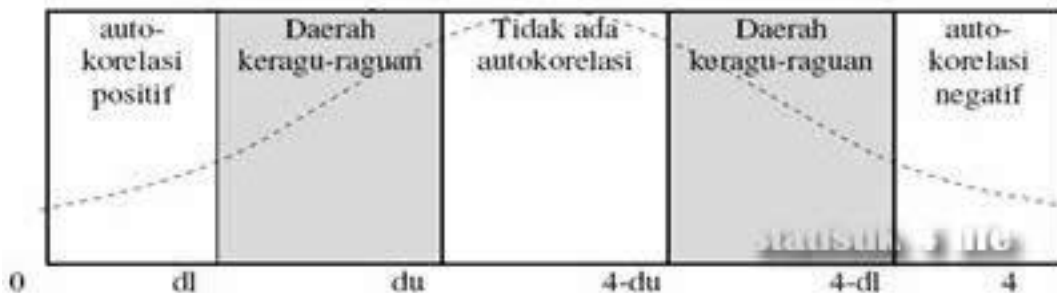 auto-
korelasi
positif
Daerah
keragu-raguan
Tidak ada
autokorelasi
Daerah
keragu-raguan
auto-
korelasi
negatif
0 dl du 4-du 4-dl 4